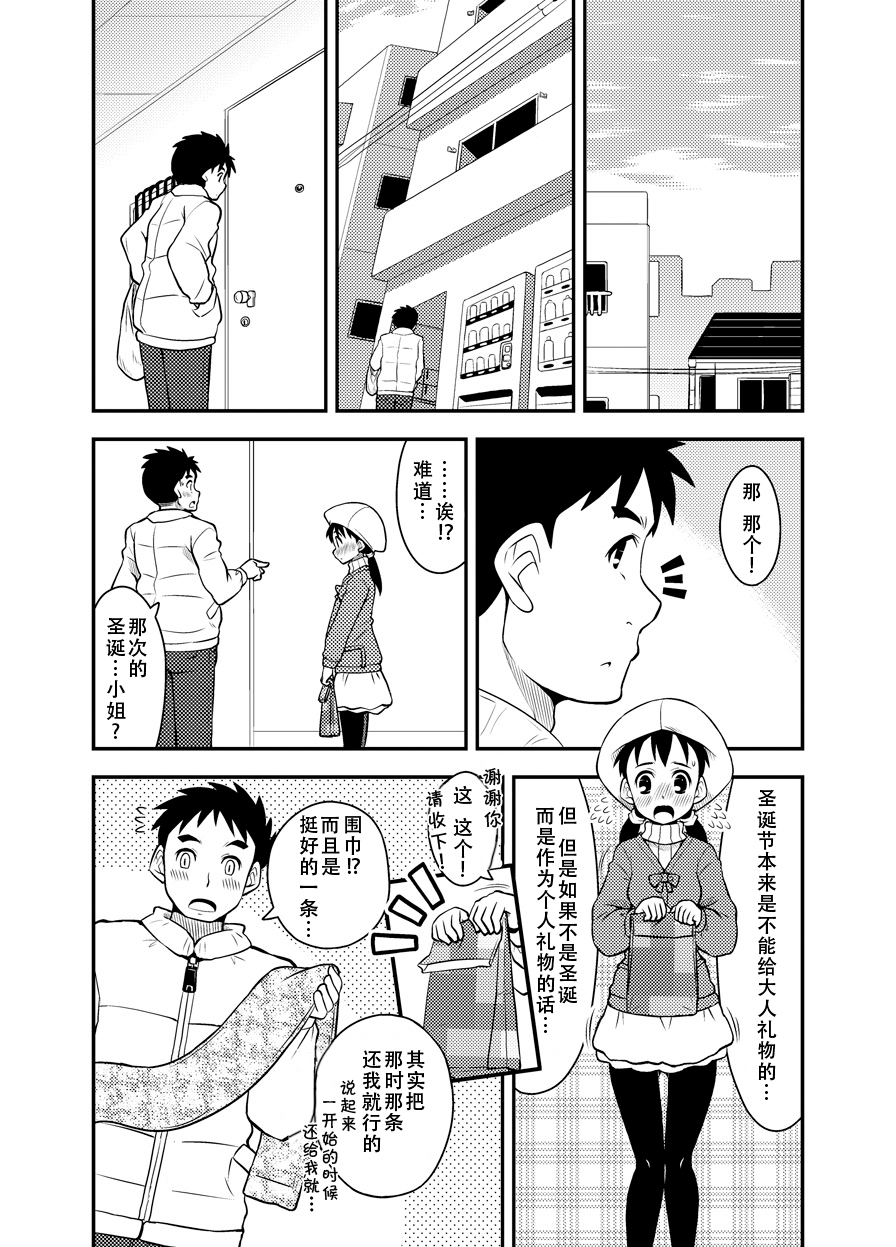 那 那个！
……诶!?
难道…
那次的
圣诞…小姐？
圣诞节本来是不能给大人礼物的…
但 但是如果不是圣诞
而是作为个人礼物的话…
谢谢你
这 这个！
请收下！
围巾!?
而且是
挺好的一条…
其实把
那时那条
还我就行的
说起来
一开始的时候
还给我就…